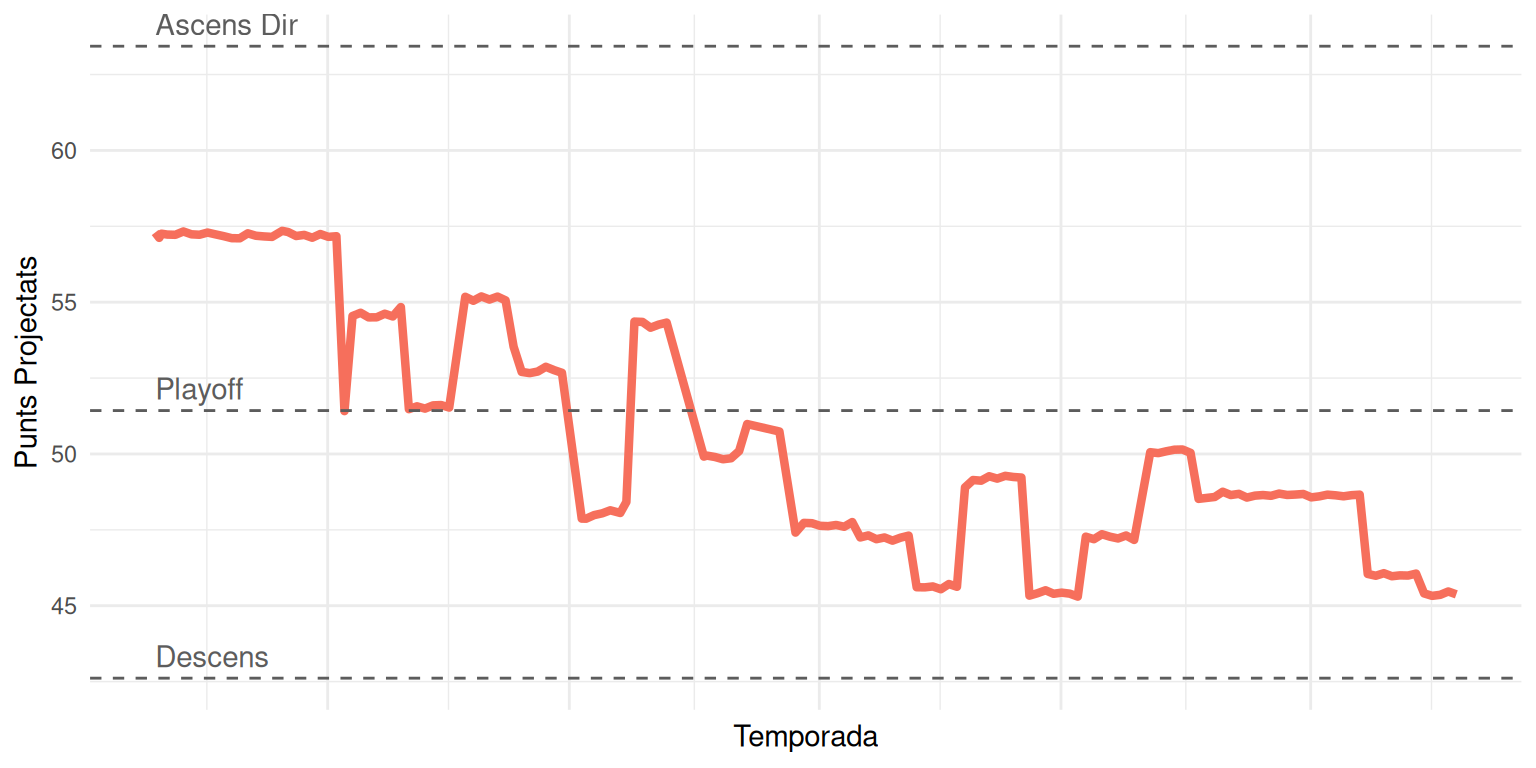 Ascens Dir
60
55
Playoff
50
45
Descens
Punts Projectats
Temporada